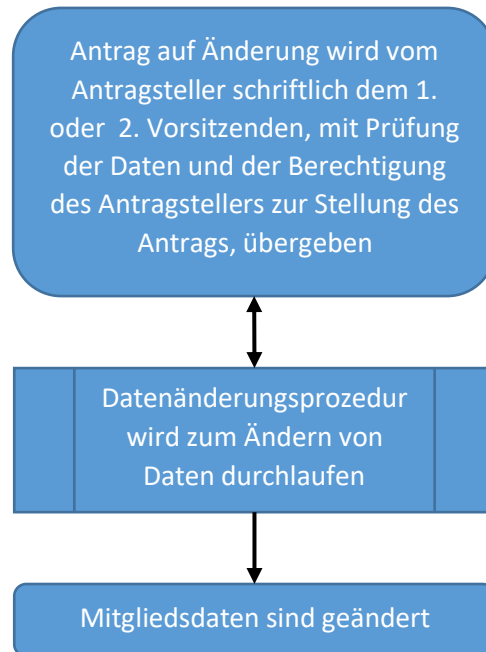 Antrag auf Änderung wird vom
Antragsteller schriftlich dem 1.
oder 2. Vorsitzenden, mit Prüfung
der Daten und der Berechtigung
des Antragstellers zur Stellung des
Antrags, übergeben
Datenänderungsprozedur
wird zum Ändern von
Daten durchlaufen
Mitgliedsdaten sind geändert